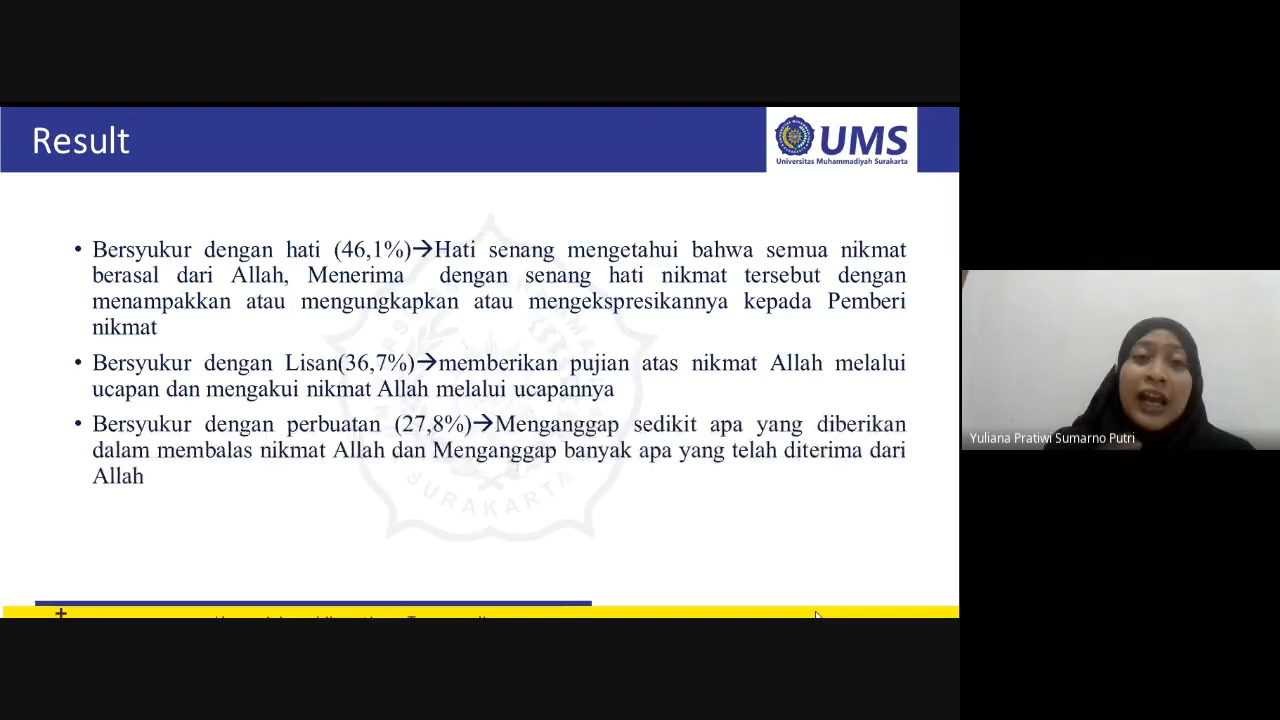 Result
UMS
Universitas Muhammadiyah Surakarta
• Bersyukur dengan hati (46,1%)→Hati senang mengetahui bahwa semua nikmat
berasal dari Allah, Menerima dengan senang hati nikmat tersebut dengan
menampakkan atau mengungkapkan atau mengekspresikannya kepada Pemberi
nikmat
• Bersyukur dengan Lisan(36,7%)→memberikan pujian atas nikmat Allah melalui
ucapan dan mengakui nikmat Allah melalui ucapannya
• Bersyukur dengan perbuatan (27,8%)→Menganggap sedikit apa yang diberikan
dalam membalas nikmat Allah dan Menganggap banyak apa yang telah diterima dari
Allah
SURAKARTA
Yuliana Pratiwi Sumarno Putri